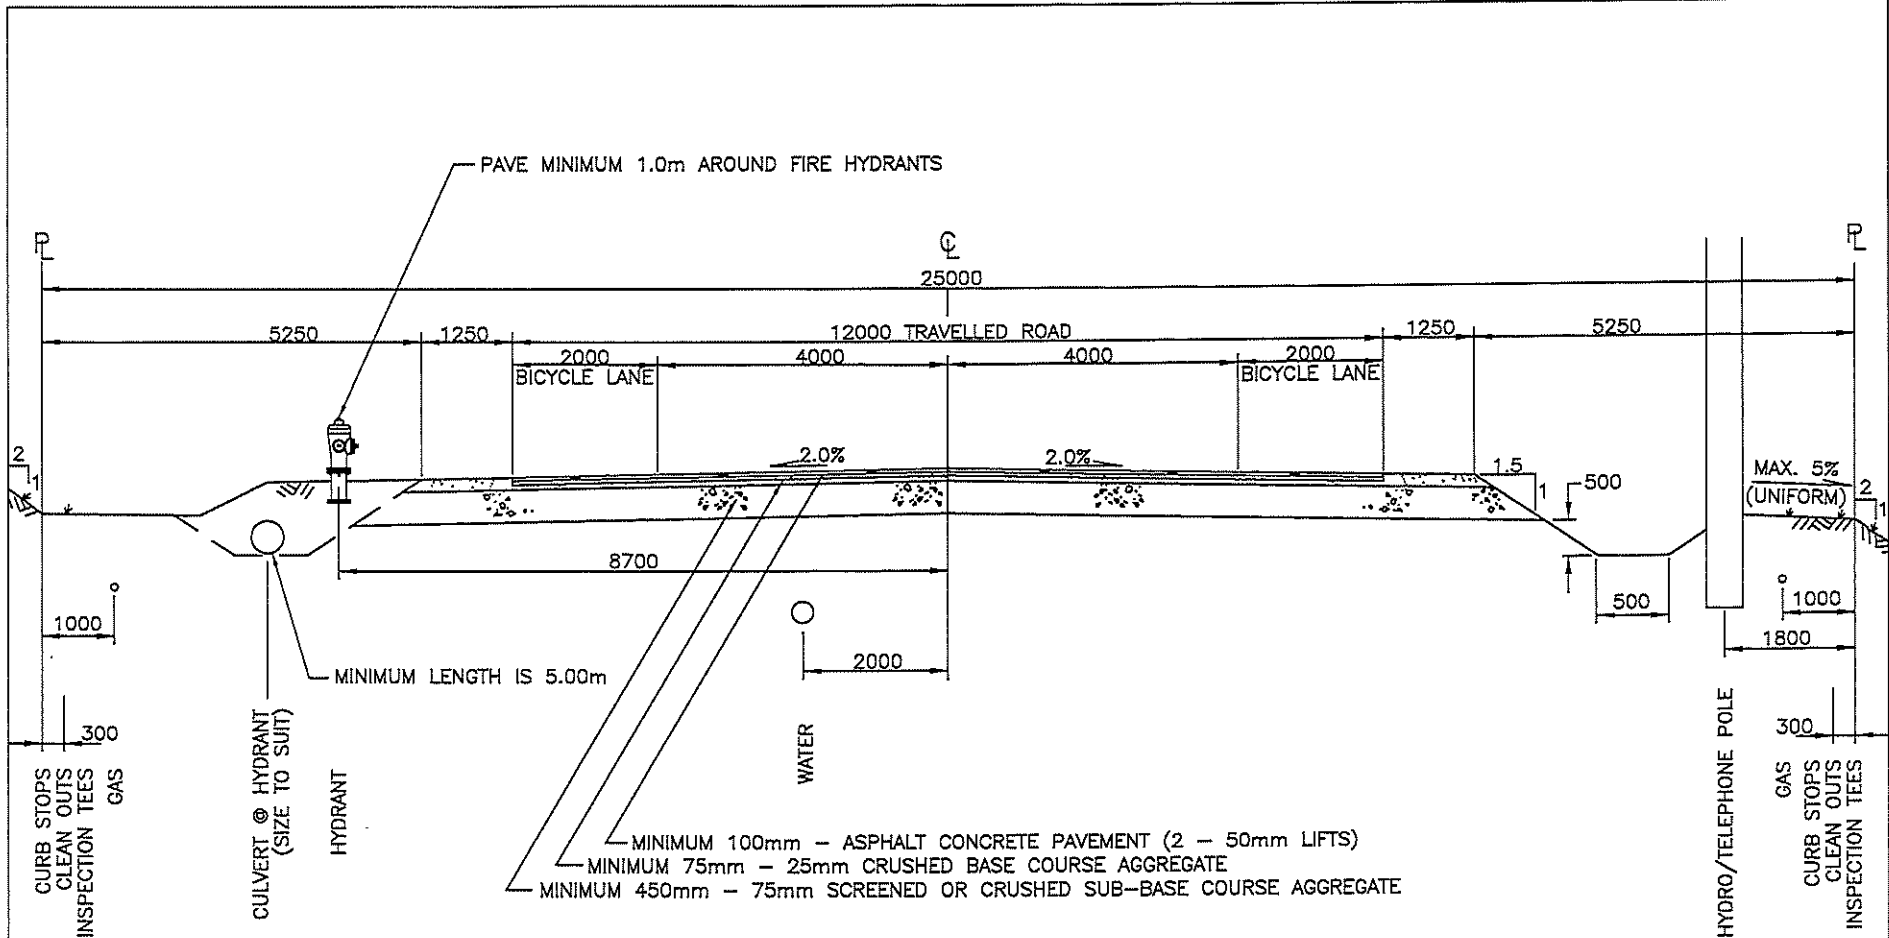 PAVE MINIMUM 1.0m AROUND FIRE HYDRANTS
PL
CL
PL
25000
5250
1250
12000 TRAVELLED ROAD
1250
5250
2000
4000
4000
2000
BICYCLE LANE
BICYCLE LANE
2
1
2.0%
2.0%
1.5
1
500
MAX. 5%
(UNIFORM)
2
1
8700
1000
500
1000
1800
2000
MINIMUM LENGTH IS 5.00m
300
300
CURB STOPS
CLEAN OUTS
INSPECTION TEES
GAS
CULVERT @ HYDRANT
(SIZE TO SUIT)
HYDRANT
WATER
HYDRO/TELEPHONE POLE
GAS
CURB STOPS
CLEAN OUTS
INSPECTION TEES
MINIMUM 100mm – ASPHALT CONCRETE PAVEMENT (2 – 50mm LIFTS)
MINIMUM 75mm – 25mm CRUSHED BASE COURSE AGGREGATE
MINIMUM 450mm – 75mm SCREENED OR CRUSHED SUB-BASE COURSE AGGREGATE